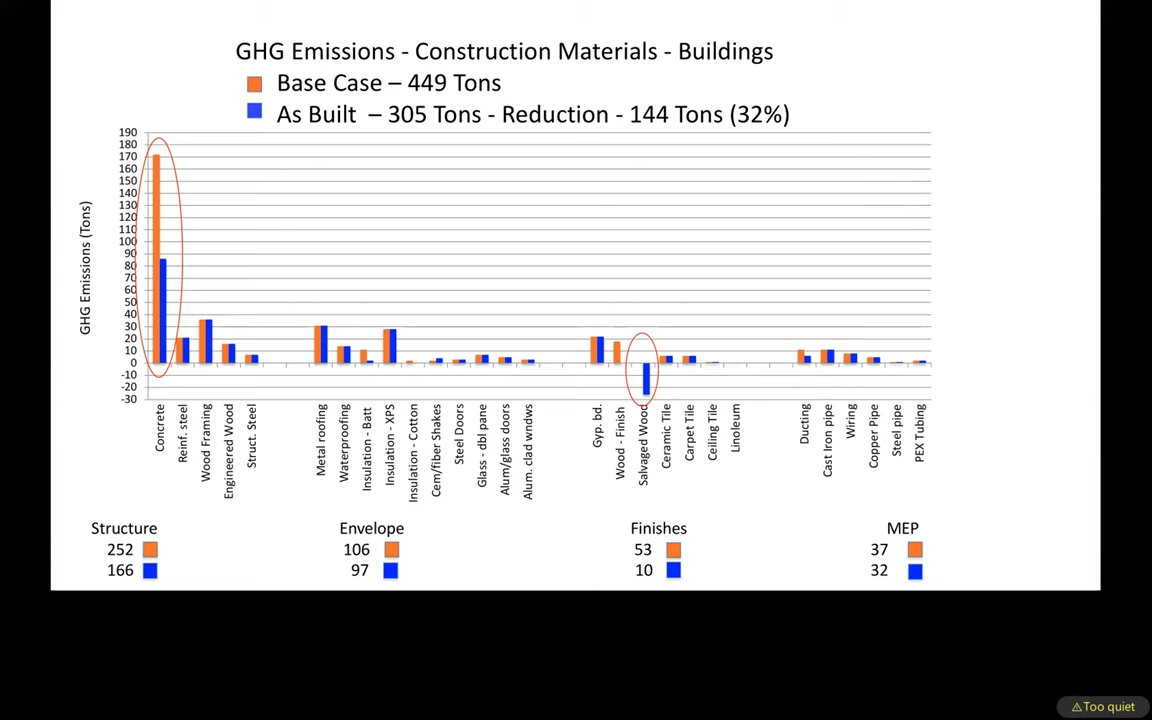 GHG Emissions - Construction Materials - Buildings
Base Case – 449 Tons
As Built – 305 Tons - Reduction - 144 Tons (32%)
GHG Emissions (Tons)
190
180
170
160
150
140
130
120
110
100
90
80
70
60
50
40
30
20
10
0
-10
-20
-30
Concrete
Reinf. steel
Wood Framing
Engineered Wood
Struct. Steel
Metal roofing
Waterproofing
Insulation - Batt
Insulation - XPS
Insulation - Cotton
Cem/fiber Shakes
Steel Doors
Glass - dbl pane
Alum/glass doors
Alum. clad wndws
Gyp. bd.
Wood - Finish
Salvaged Wood
Ceramic Tile
Carpet Tile
Ceiling Tile
Linoleum
Ducting
Cast Iron pipe
Wiring
Copper Pipe
Steel pipe
PEX Tubing
Structure
252
166
Envelope
106
97
Finishes
53
10
MEP
37
32
⚠Too quiet